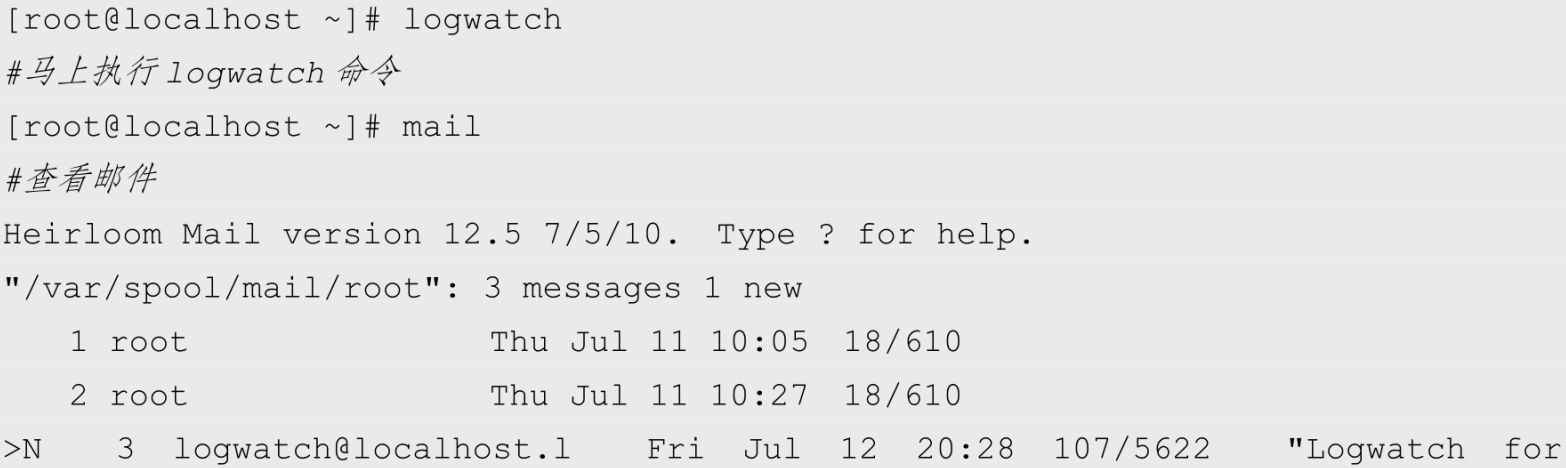 [root@localhost ~]# logwatch
#马上执行 logwatch 命令
[root@localhost ~]# mail
#查看邮件
Heirloom Mail version 12.5 7/5/10. Type ? for help.
"/var/spool/mail/root": 3 messages 1 new
1 root Thu Jul 11 10:05 18/610
2 root Thu Jul 11 10:27 18/610
>N 3 logwatch@localhost.l Fri Jul 12 20:28 107/5622 "Logwatch for